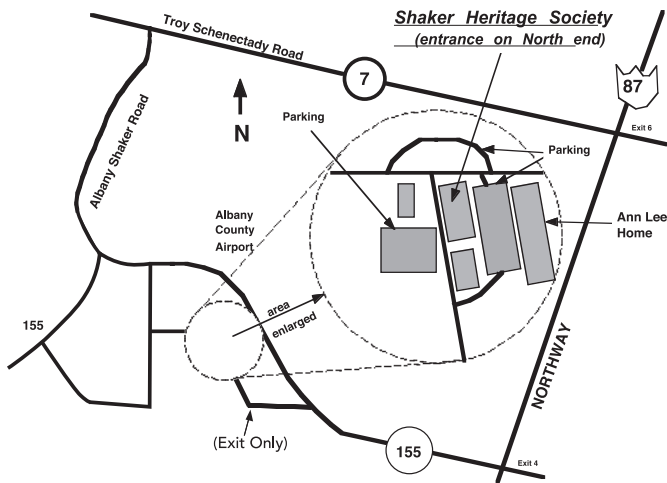 Shaker Heritage Society
(entrance on North end)
Troy Schenectady Road
7
87
Exit 6
N
Parking
Parking
Albany Shaker Road
Albany
County
Airport
Ann Lee
Home
area
enlarged
155
NORTHWAY
(Exit Only)
155
Exit 4